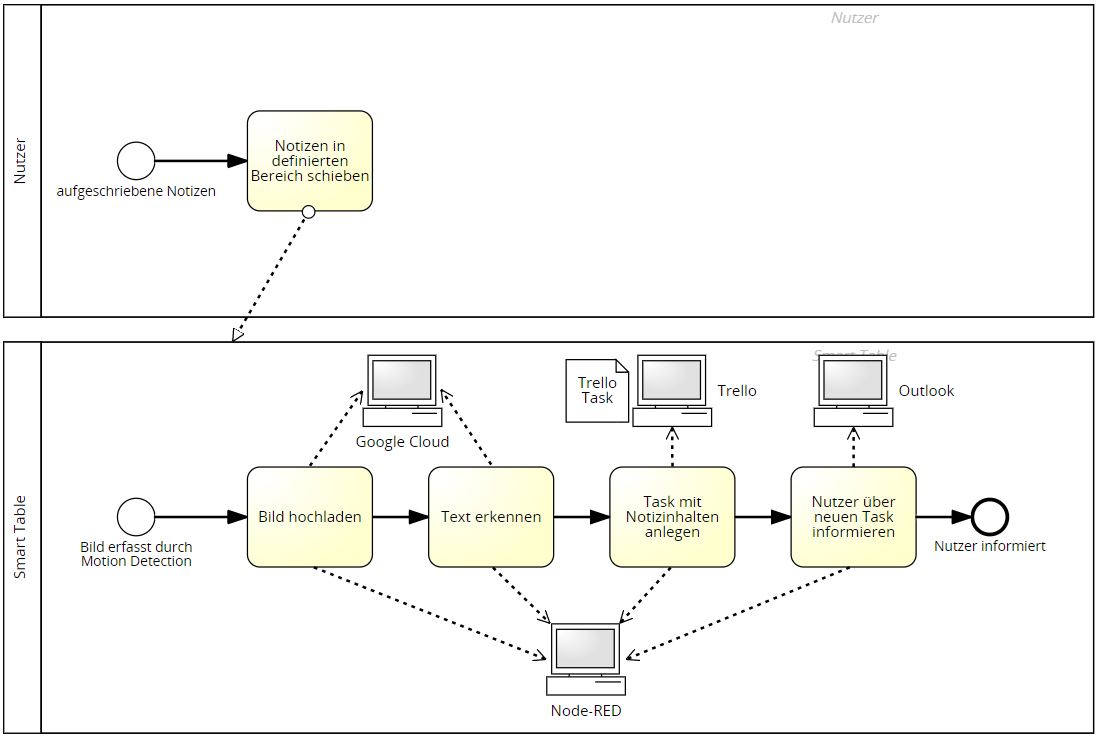 Nutzer
Nutzer
aufgeschriebene Notizen
Notizen in
definierten
Bereich schieben
Smart Table
Smart Table
Google Cloud
Trello
Task
Trello
Outlook
Bild erfasst durch
Motion Detection
Bild hochladen
Text erkennen
Task mit
Notizinhalten
anlegen
Nutzer über
neuen Task
informieren
Nutzer informiert
Node-RED